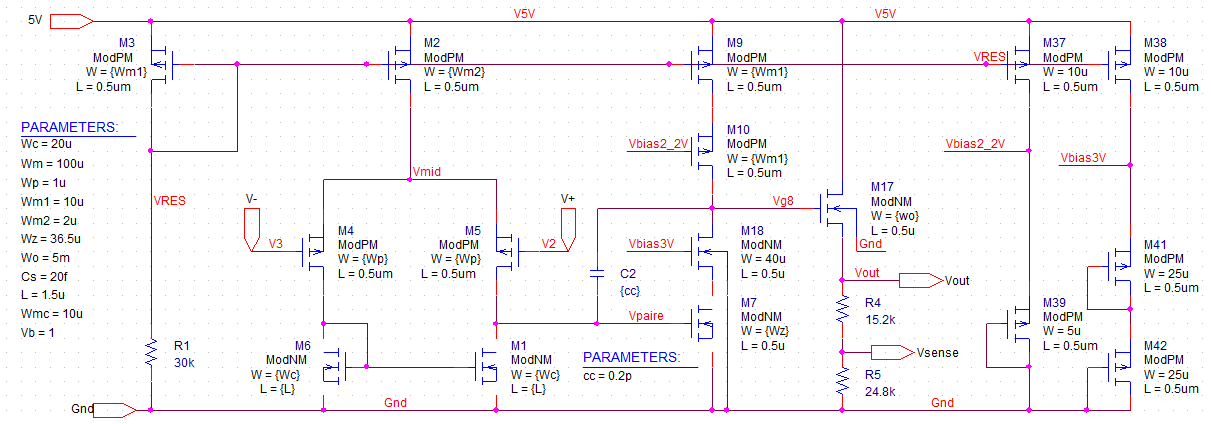 5V
V5V
V5V
M3
ModPM
W = {Wm1}
L = 0.5um
M2
ModPM
W = {Wm2}
L = 0.5um
M9
ModPM
W = {Wm1}
L = 0.5um
VRES
M37
ModPM
W = 10u
L = 0.5um
M38
ModPM
W = 10u
L = 0.5um
PARAMETERS:
Wc = 20u
Wm = 100u
Wp = 1u
Wm1 = 10u
Wm2 = 2u
Wz = 36.5u
Wo = 5m
Cs = 20f
L = 1.5u
Wmc = 10u
Vb = 1
VRES
R1
30k
Vmid
Vbias2_2V
M10
ModPM
W = {Wm1}
L = 0.5um
Vbias2_2V
Vbias3V
V-
V3
M4
ModPM
W = {Wp}
L = 0.5um
M5
ModPM
W = {Wp}
L = 0.5um
V+
V2
Vg8
M17
ModNM
W = {wo}
L = 0.5u
Gnd
Vbias3V
M18
ModNM
W = 40u
L = 0.5u
C2
{cc}
Vout
Vout
M41
ModPM
W = 25u
L = 0.5um
R4
15.2k
Vpaire
M7
ModNM
W = {Wz}
L = 0.5u
M39
ModPM
W = 5u
L = 0.5um
M6
ModNM
W = {Wc}
L = {L}
M1
ModNM
W = {Wc}
L = {L}
PARAMETERS:
cc = 0.2p
Vsense
R5
24.8k
M42
ModPM
W = 25u
L = 0.5um
Gnd
Gnd
Gnd